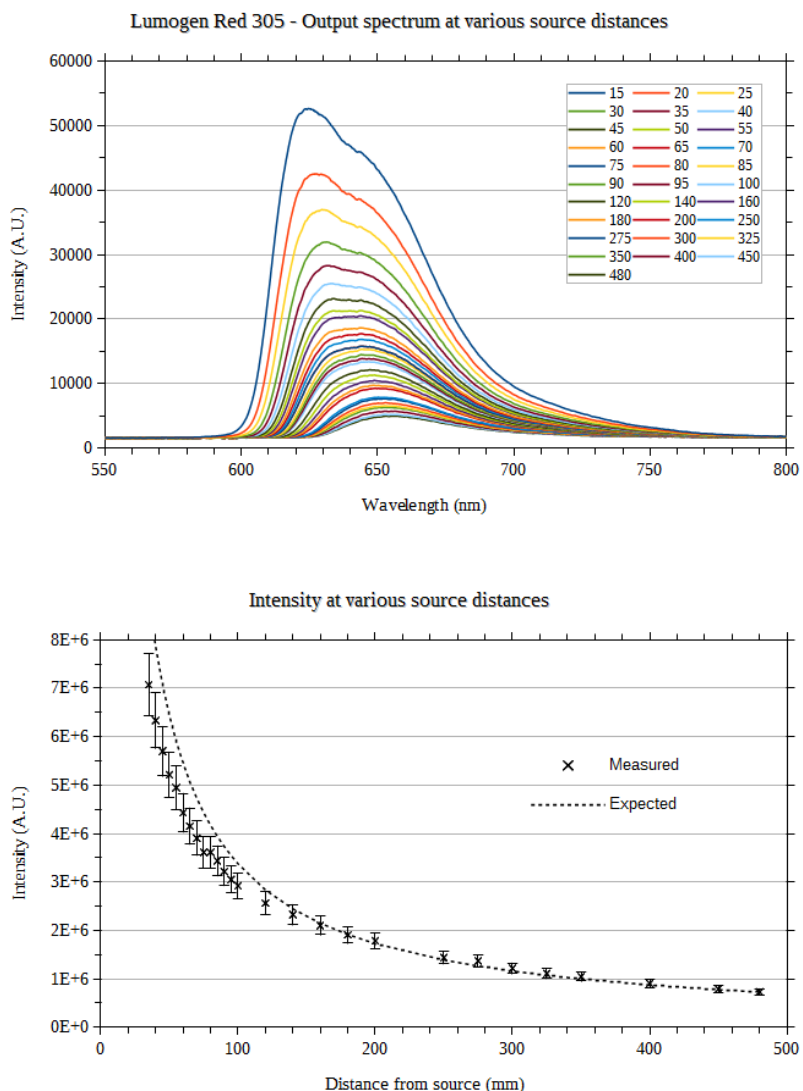 Lumogen Red 305 - Output spectrum at various source distances
60000
50000
40000
30000
20000
10000
0
Intensity (A.U.)
15 20 25
30 35 40
45 50 55
60 65 70
75 80 85
90 95 100
120 140 160
180 200 250
275 300 325
350 400 450
480
550 600 650 700 750 800
Wavelength (nm)
Intensity at various source distances
8E+6
7E+6
6E+6
5E+6
4E+6
3E+6
2E+6
1E+6
0E+0
Intensity (A.U.)
Measured
Expected
0 100 200 300 400 500
Distance from source (mm)